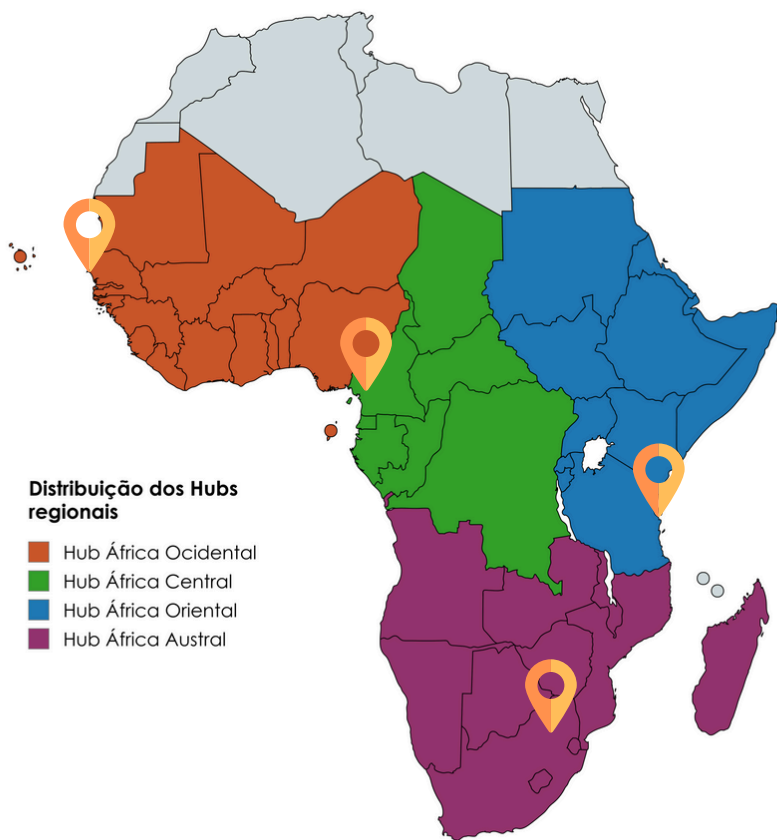 Distribuição dos Hubs
regionais
Hub África Ocidental
Hub África Central
Hub África Oriental
Hub África Austral